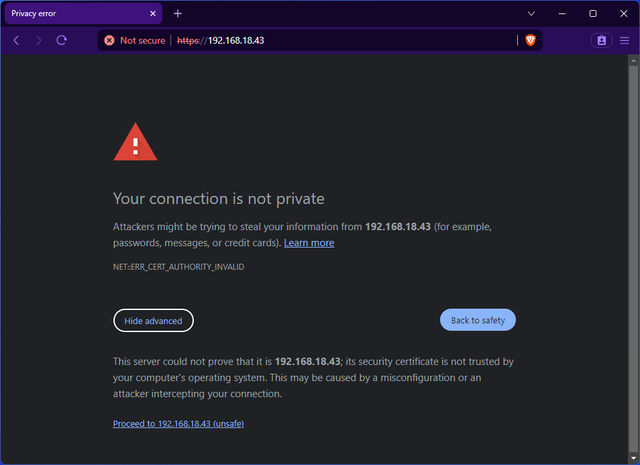 Privacy error
Not secure
https://192.168.18.43
Your connection is not private
Attackers might be trying to steal your information from 192.168.18.43 (for example,
passwords, messages, or credit cards). Learn more
NET::ERR_CERT_AUTHORITY_INVALID
Hide advanced
Back to safety
This server could not prove that it is 192.168.18.43; its security certificate is not trusted by
your computer's operating system. This may be caused by a misconfiguration or an
attacker intercepting your connection.
Proceed to 192.168.18.43 (unsafe)